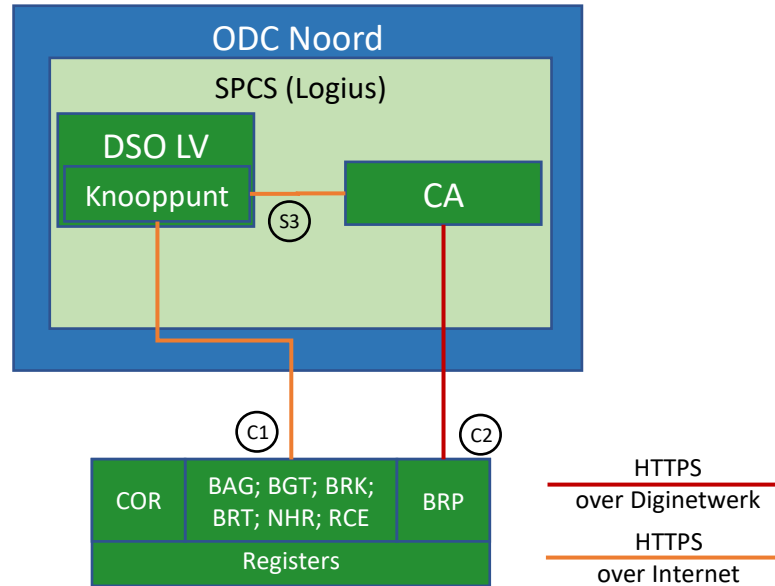 ODC Noord
SPCS (Logius)
DSO LV
Knooppunt
CA
S3
C1
C2
COR
BAG; BGT; BRK;
BRT; NHR; RCE
BRP
Registers
HTTPS
over Diginetwerk
HTTPS
over Internet